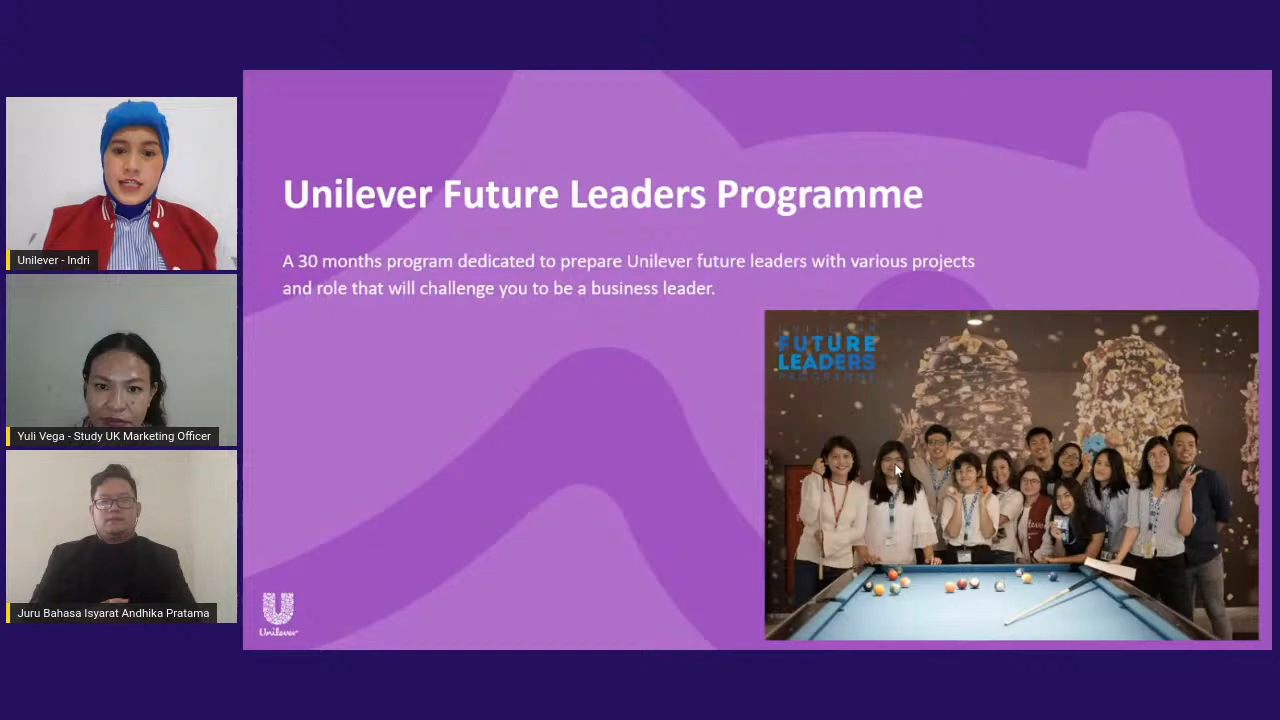 Unilever Future Leaders Programme
A 30 months program dedicated to prepare Unilever future leaders with various projects
and role that will challenge you to be a business leader.
Unilever - Indri
Yuli Vega - Study UK Marketing Officer
Juru Bahasa Isyarat Andhika Pratama
UNILEVER
FUTURE
LEADERS
PROGRAMME
Unilever